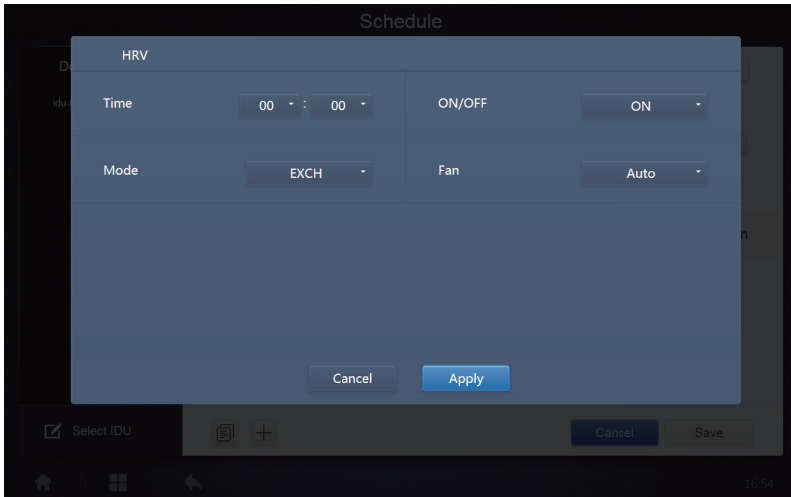 Schedule
HRV
Time 00 : 00 ON/OFF ON
Mode EXCH Fan Auto
Cancel Apply
Select IDU Cancel Save
16:54